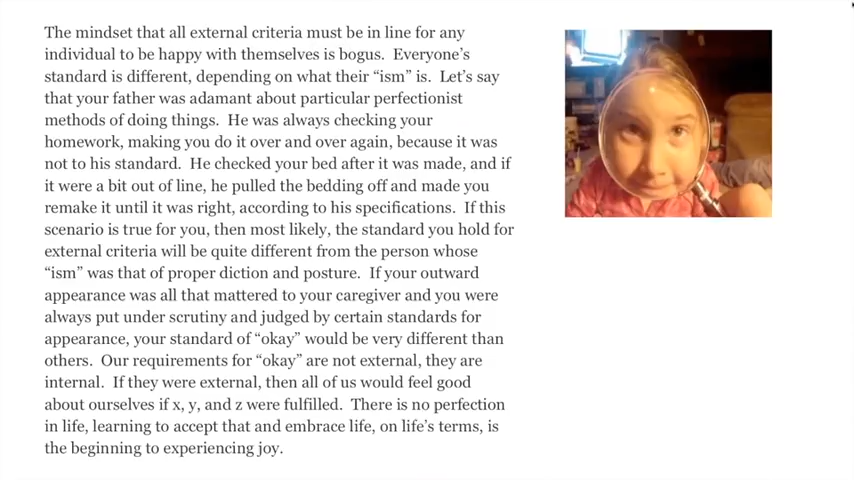 The mindset that all external criteria must be in line for any
individual to be happy with themselves is bogus.  Everyone's
standard is different, depending on what their “ism” is.  Let's say
that your father was adamant about particular perfectionist
methods of doing things.  He was always checking your
homework, making you do it over and over again, because it was
not to his standard.  He checked your bed after it was made, and if
it were a bit out of line, he pulled the bedding off and made you
remake it until it was right, according to his specifications.  If this
scenario is true for you, then most likely, the standard you hold for
external criteria will be quite different from the person whose
“ism” was that of proper diction and posture.  If your outward
appearance was all that mattered to your caregiver and you were
always put under scrutiny and judged by certain standards for
appearance, your standard of “okay” would be very different than
others.  Our requirements for “okay” are not external, they are
internal.  If they were external, then all of us would feel good
about ourselves if x, y, and z were fulfilled.  There is no perfection
in life, learning to accept that and embrace life, on life's terms, is
the beginning to experiencing joy.